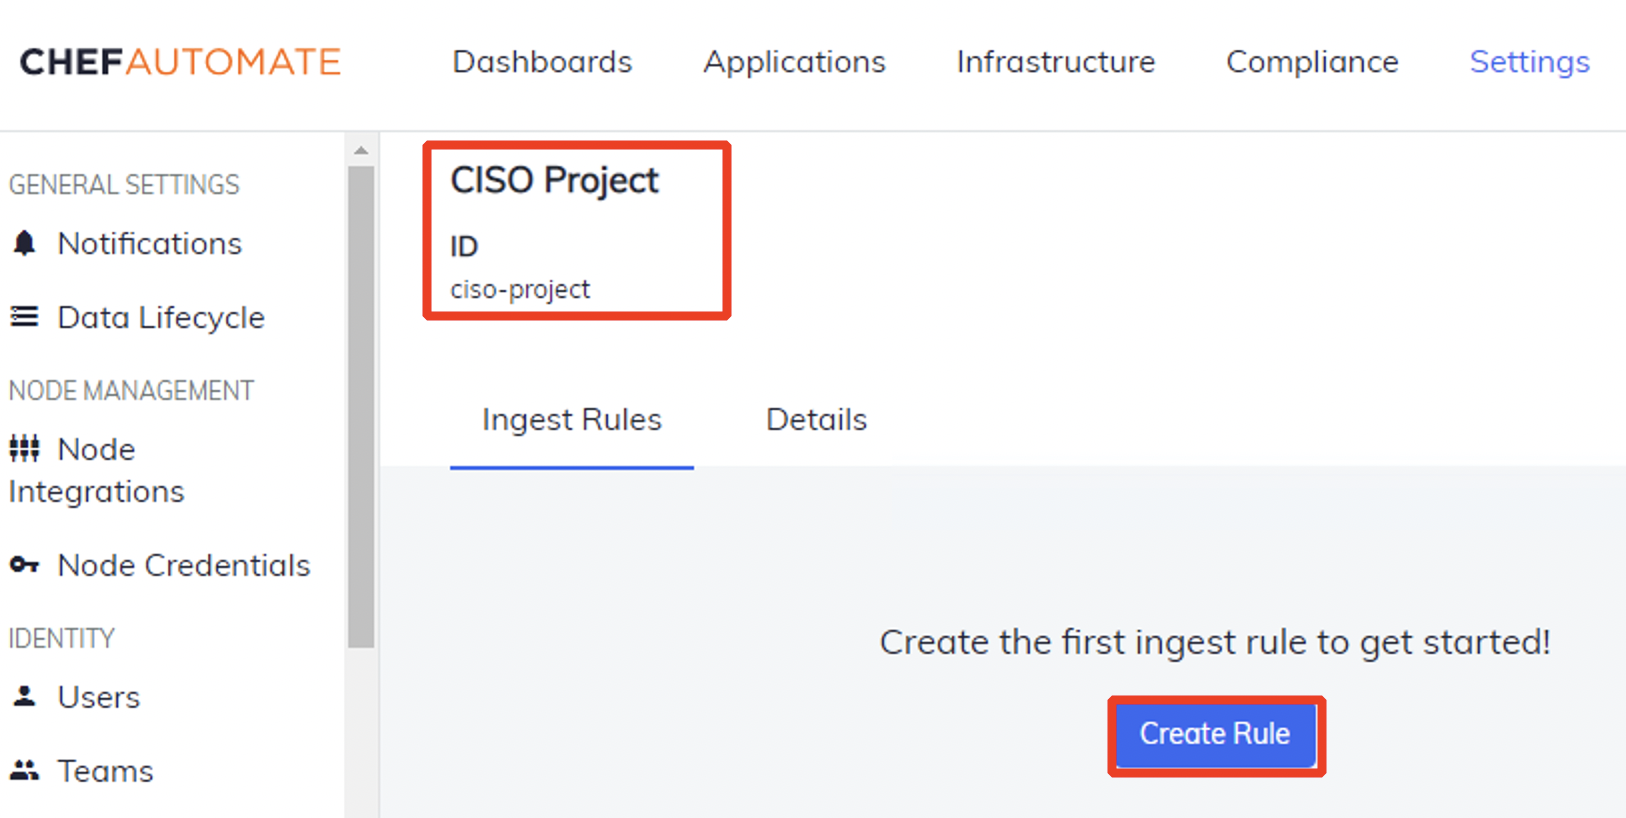 CHEFAUTOMATE
Dashboards
Applications
Infrastructure
Compliance
Settings
GENERAL SETTINGS
Notifications
Data Lifecycle
NODE MANAGEMENT
Node
Integrations
Node Credentials
IDENTITY
Users
Teams
CISO Project
ID
ciso-project
Ingest Rules
Details
Create the first ingest rule to get started!
Create Rule